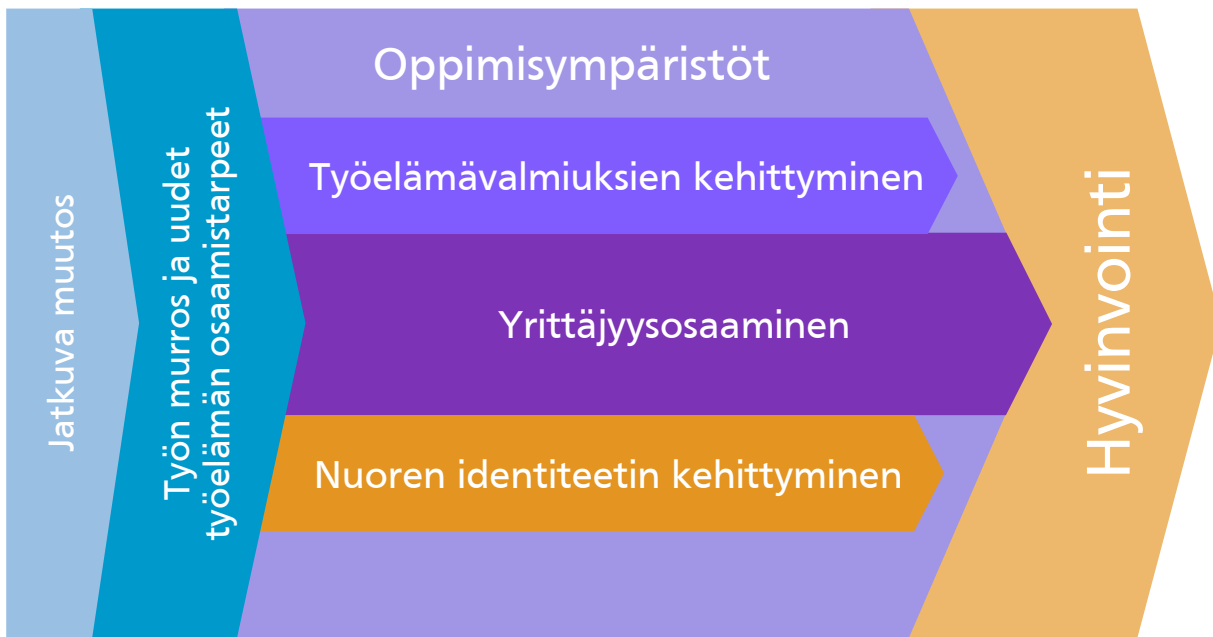 Jatkuva muutos
Työn murros ja uudet
työelämän osaamistarpeet
Oppimisympäristöt
Työelämävalmiuksien kehittyminen
Yrittäjyysosaaminen
Nuoren identiteetin kehittyminen
Hyvinvointi